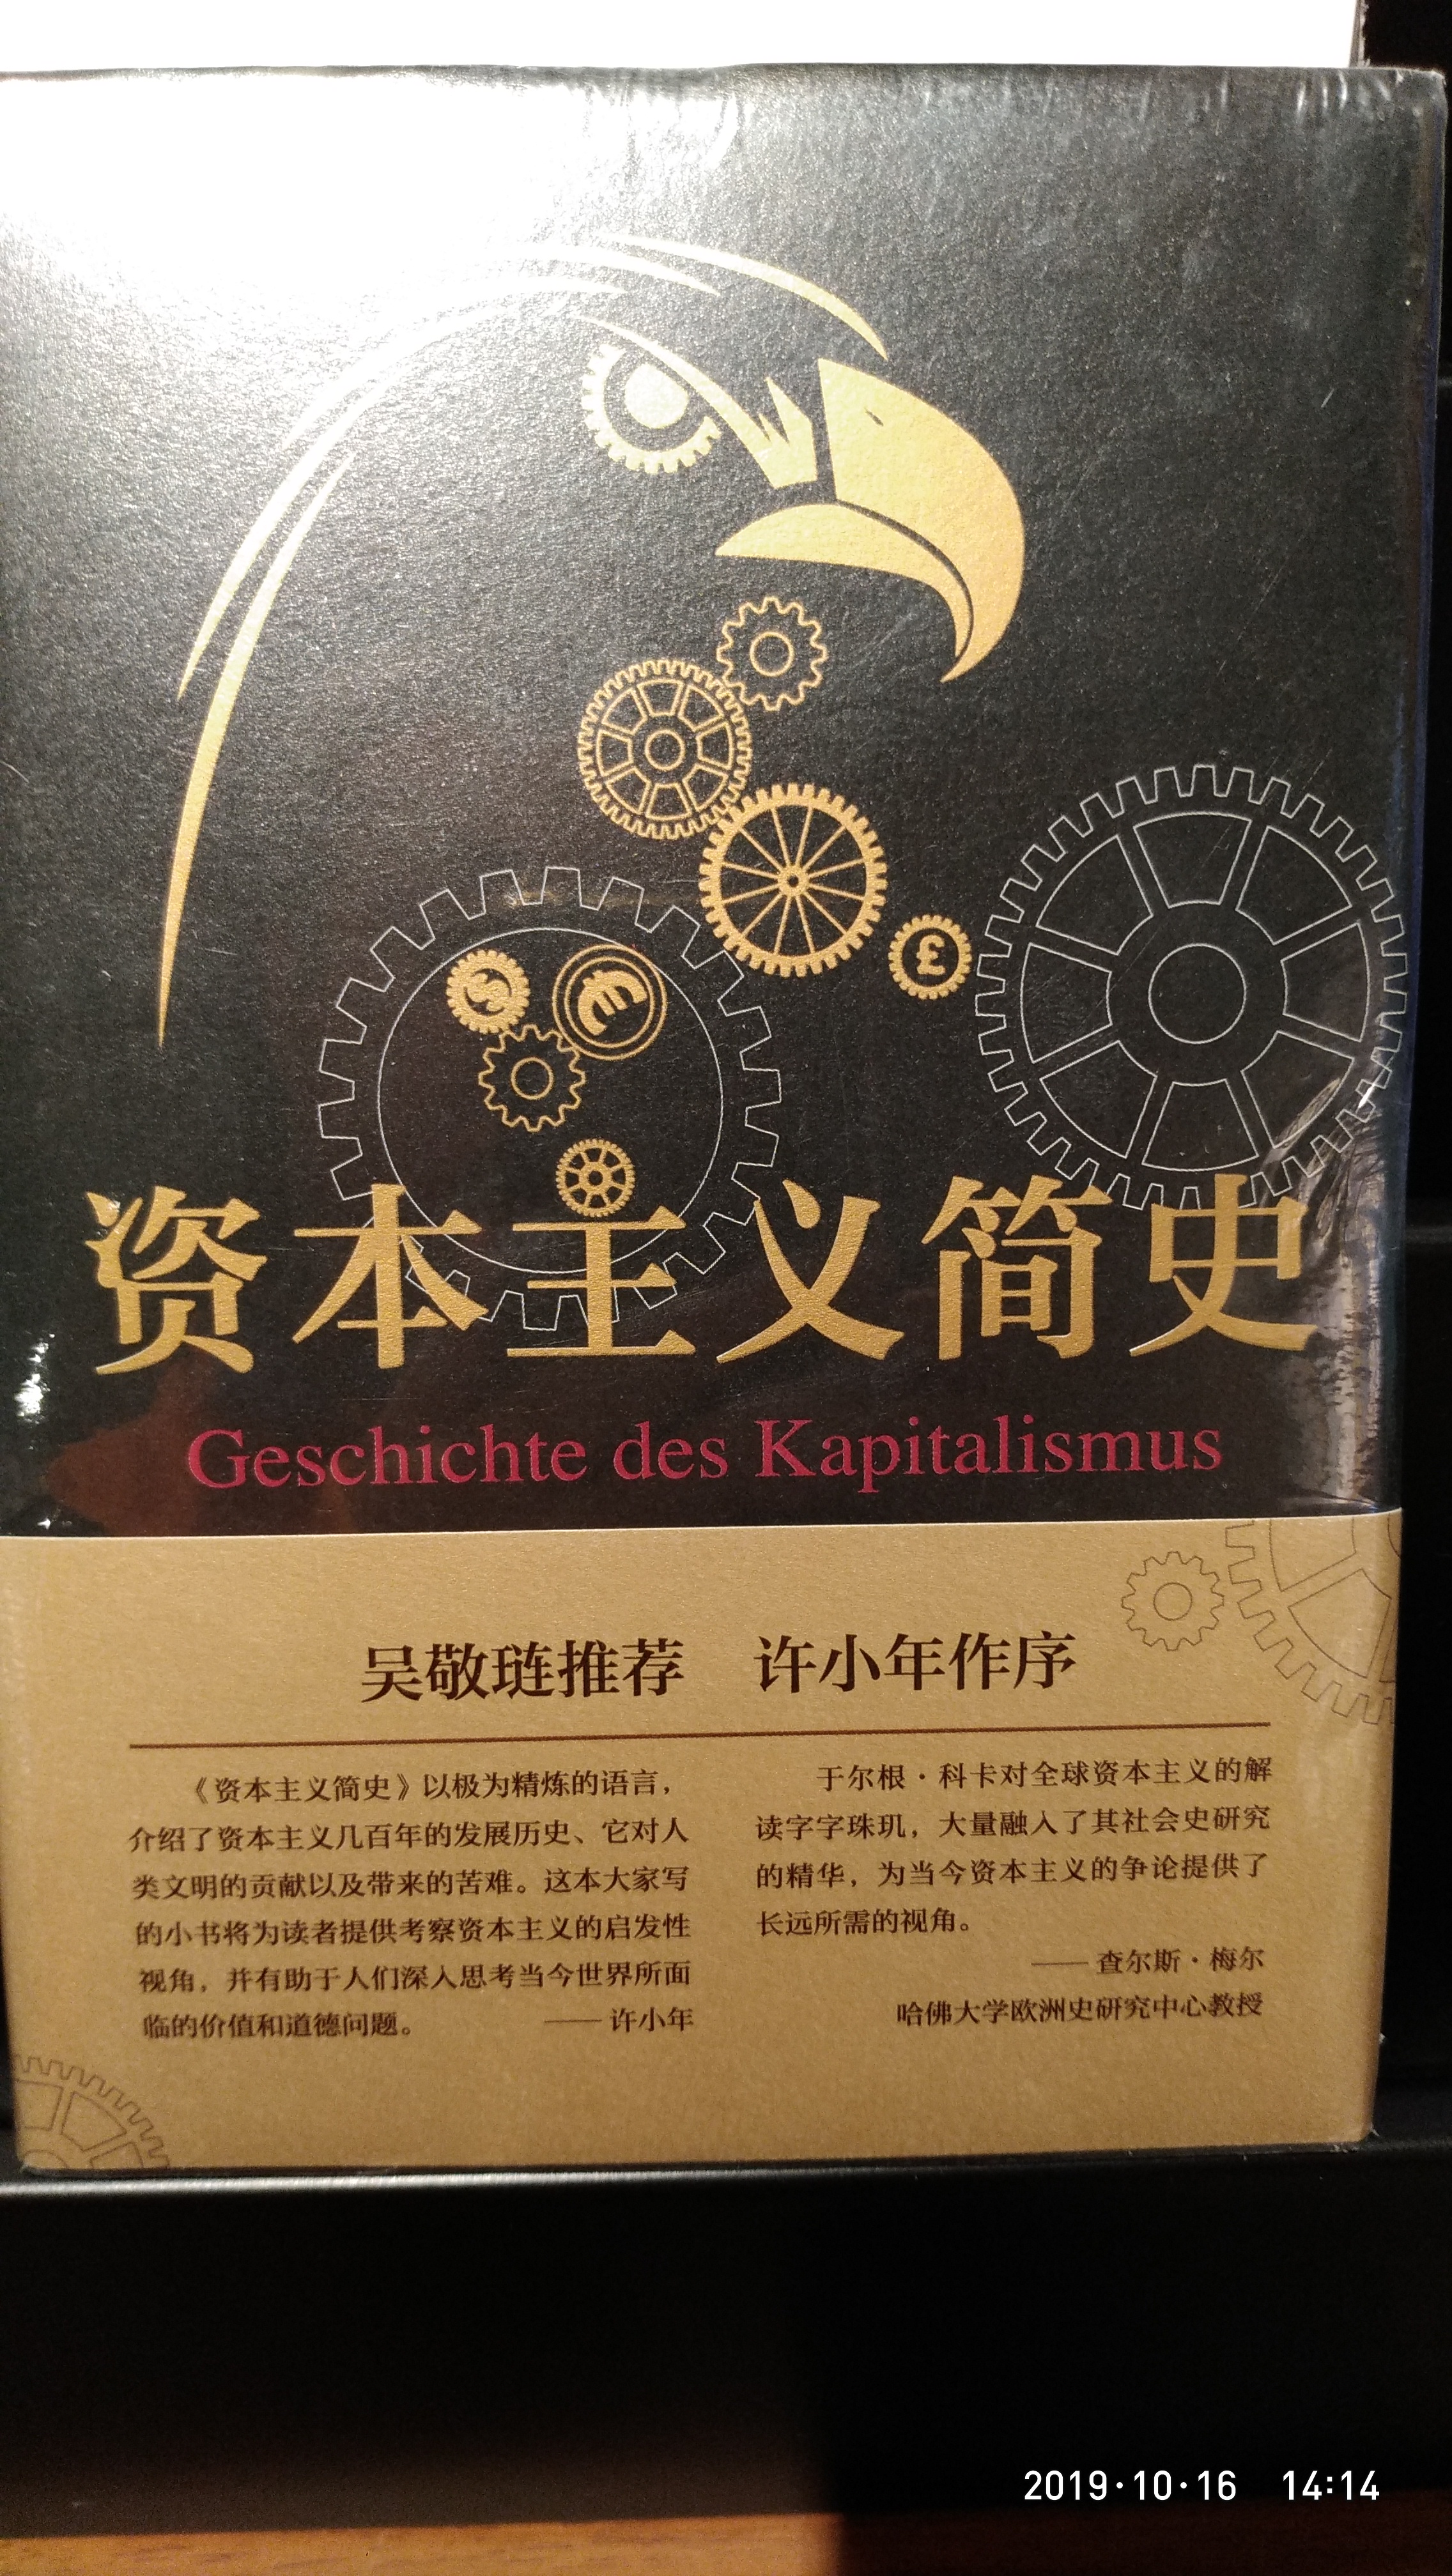 $
€
£
资本主义简史
Geschichte des Kapitalismus
吴敬琏推荐 许小年作序
《资本主义简史》以极为精炼的语言，
介绍了资本主义几百年的发展历史、它对人
类文明的贡献以及带来的苦难。这本大家写
的小书将为读者提供考察资本主义的启发性
视角，并有助于人们深入思考当今世界所面
临的价值和道德问题。 ——许小年
于尔根·科卡对全球资本主义的解
读字字珠玑，大量融入了其社会史研究
的精华，为当今资本主义的争论提供了
长远所需的视角。
——查尔斯·梅尔
哈佛大学欧洲史研究中心教授
2019·10·16 14:14